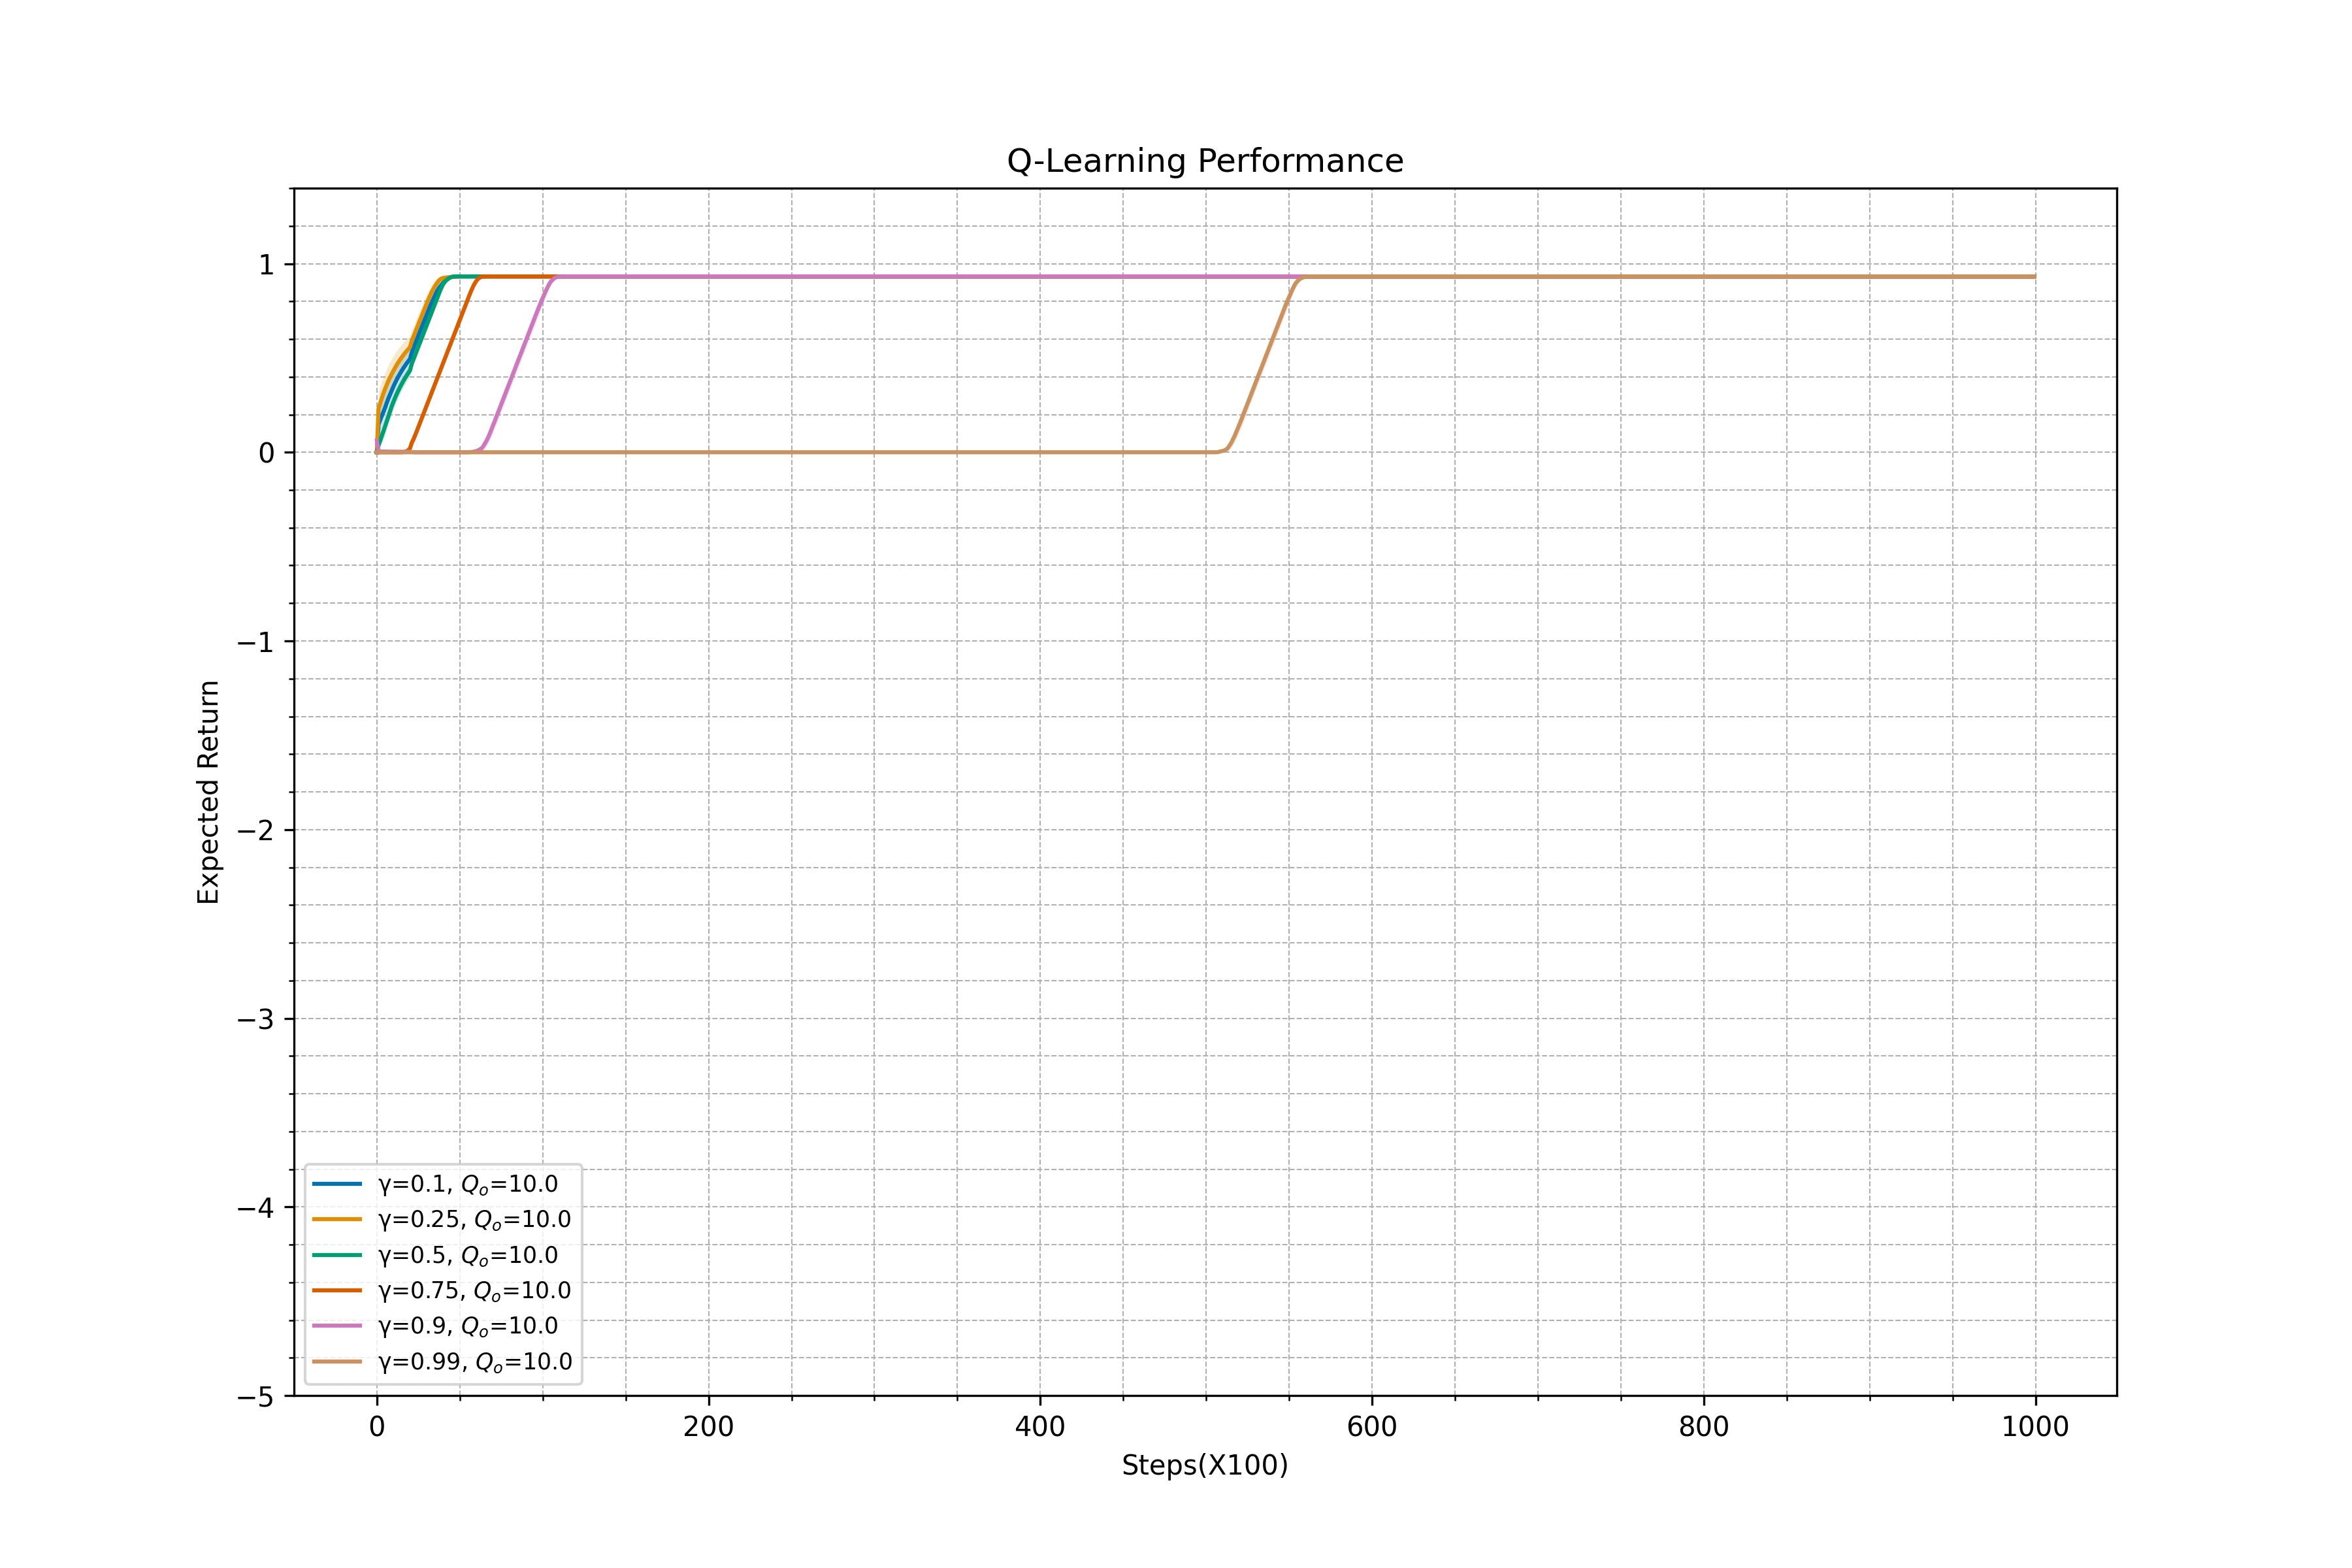 Q-Learning Performance
Expected Return
1
0
−1
−2
−3
−4
−5
γ=0.1, Qₒ=10.0
γ=0.25, Qₒ=10.0
γ=0.5, Qₒ=10.0
γ=0.75, Qₒ=10.0
γ=0.9, Qₒ=10.0
γ=0.99, Qₒ=10.0
0 200 400 600 800 1000
Steps(X100)